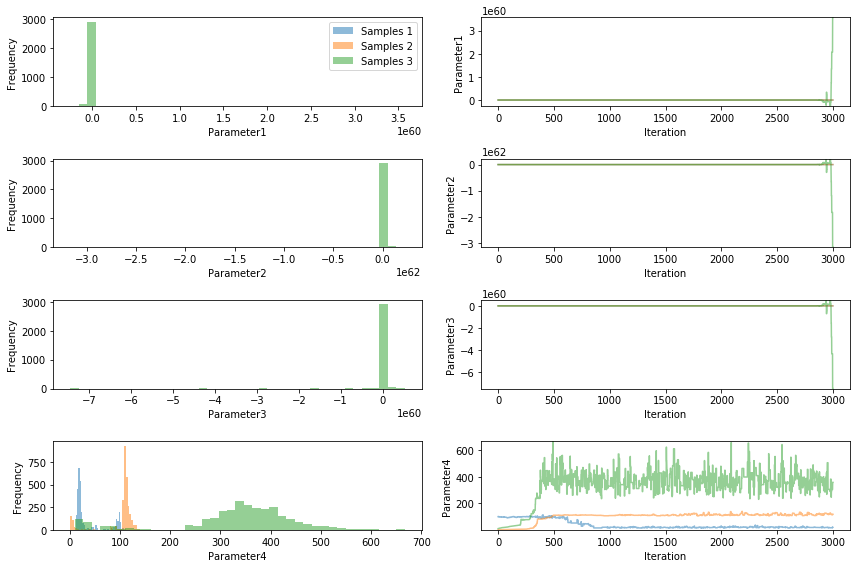 3000
2000
1000
0
Frequency
Samples 1
Samples 2
Samples 3
0.0 0.5 1.0 1.5 2.0 2.5 3.0 3.5
Parameter1
1e60
1e60
3
2
1
0
Parameter1
0 500 1000 1500 2000 2500 3000
Iteration
3000
2000
1000
0
Frequency
−3.0 −2.5 −2.0 −1.5 −1.0 −0.5 0.0
Parameter2
1e62
1e62
0
−1
−2
−3
Parameter2
0 500 1000 1500 2000 2500 3000
Iteration
3000
2000
1000
0
Frequency
−7 −6 −5 −4 −3 −2 −1 0
Parameter3
1e60
1e60
0
−2
−4
−6
Parameter3
0 500 1000 1500 2000 2500 3000
Iteration
750
500
250
0
Frequency
0 100 200 300 400 500 600 700
Parameter4
600
400
200
Parameter4
0 500 1000 1500 2000 2500 3000
Iteration